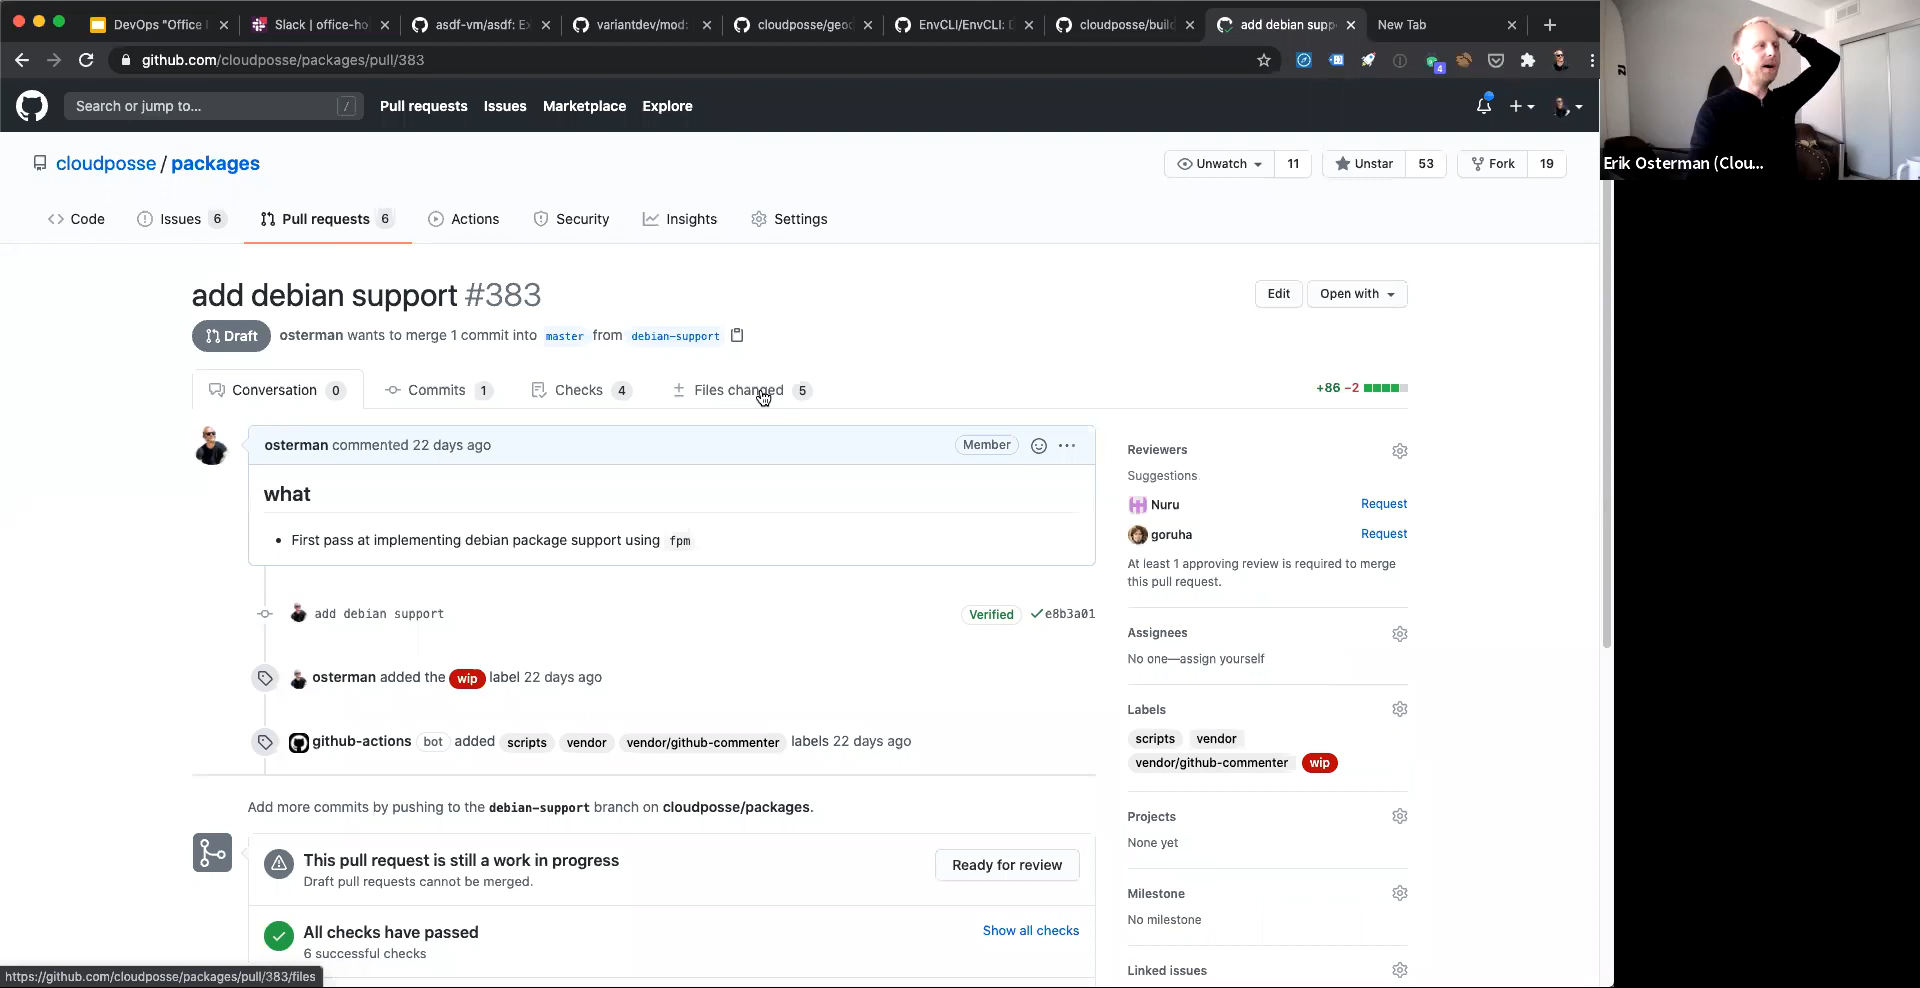 DevOps "Office
Slack | office-ho
asdf-vm/asdf: Ex
variantdev/mod:
cloudposse/geod
EnvCLI/EnvCLI: D
cloudposse/build
add debian supp
New Tab
github.com/cloudposse/packages/pull/383
4
Search or jump to...
/
Pull requests
Issues
Marketplace
Explore
Erik Osterman (Clou...
cloudposse / packages
Unwatch 11
Unstar 53
Fork 19
Code
Issues 6
Pull requests 6
Actions
Security
Insights
Settings
add debian support #383
Edit
Open with
Draft
osterman wants to merge 1 commit into master from debian-support
Conversation 0
Commits 1
Checks 4
Files changed 5
+86 −2
osterman commented 22 days ago
Member
what
First pass at implementing debian package support using fpm
add debian support
Verified
e8b3a01
osterman added the wip label 22 days ago
github-actions bot added scripts vendor vendor/github-commenter labels 22 days ago
Add more commits by pushing to the debian-support branch on cloudposse/packages.
This pull request is still a work in progress
Draft pull requests cannot be merged.
Ready for review
All checks have passed
6 successful checks
Show all checks
Reviewers
Suggestions
Nuru Request
goruha Request
At least 1 approving review is required to merge
this pull request.
Assignees
No one—assign yourself
Labels
scripts vendor
vendor/github-commenter wip
Projects
None yet
Milestone
No milestone
Linked issues
https://github.com/cloudposse/packages/pull/383/files